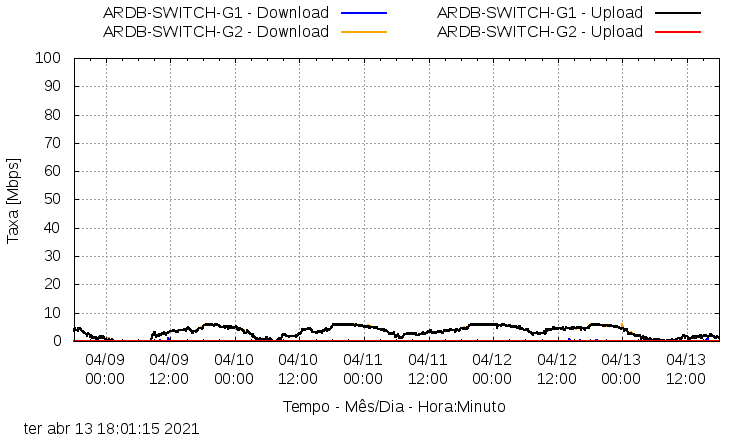 ARDB-SWITCH-G1 - Download ARDB-SWITCH-G1 - Upload
ARDB-SWITCH-G2 - Download ARDB-SWITCH-G2 - Upload
100
90
80
70
60
50
40
30
20
10
0
Taxa [Mbps]
04/09 04/09 04/10 04/10 04/11 04/11 04/12 04/12 04/13 04/13
00:00 12:00 00:00 12:00 00:00 12:00 00:00 12:00 00:00 12:00
Tempo - Mês/Dia - Hora:Minuto
ter abr 13 18:01:15 2021